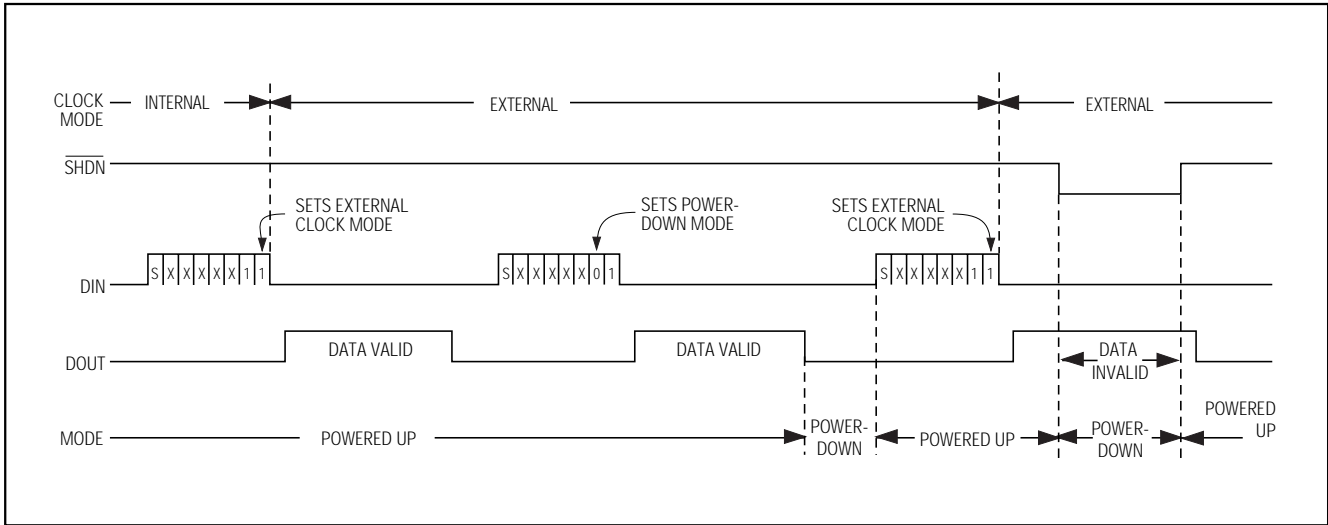 CLOCK MODE INTERNAL EXTERNAL EXTERNAL
SHDN
SETS EXTERNAL CLOCK MODE
SETS POWER-DOWN MODE
SETS EXTERNAL CLOCK MODE
DIN S X X X X X 1 1 S X X X X X 0 1 S X X X X X 1 1
DOUT DATA VALID DATA VALID DATA INVALID
MODE POWERED UP POWER-DOWN POWERED UP POWER-DOWN POWERED UP